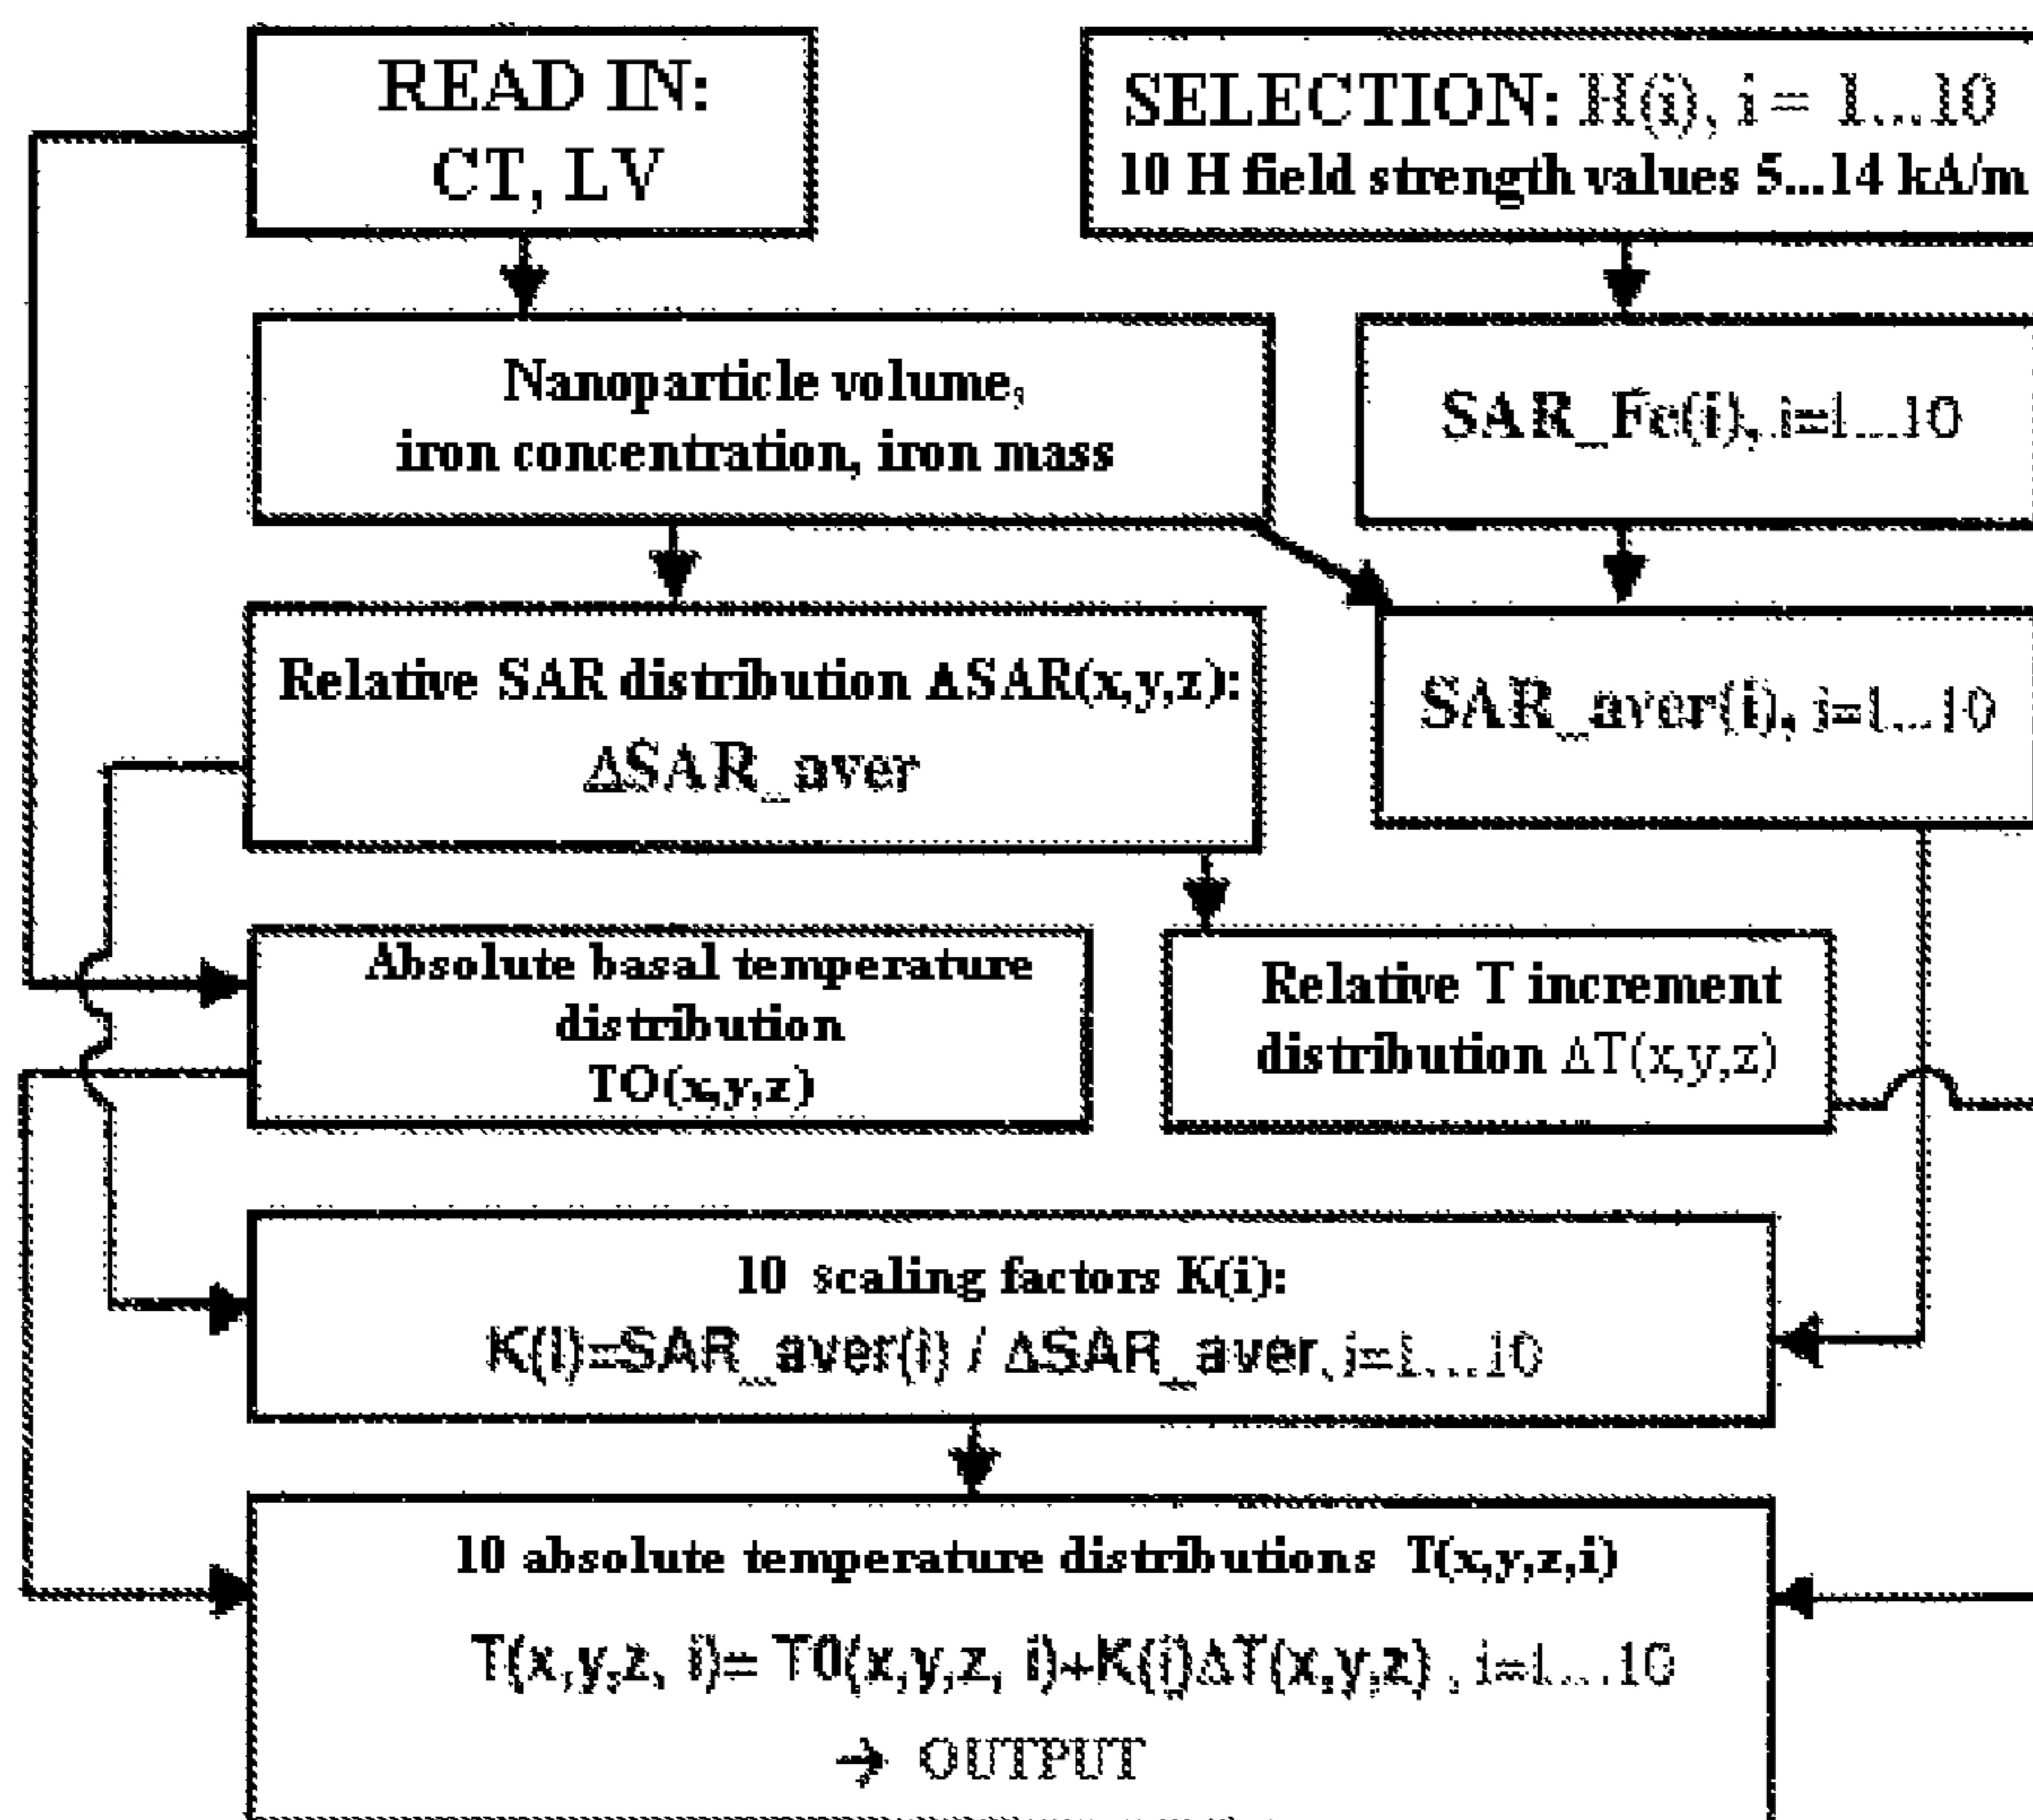 READ IN:
CT, LV
SELECTION: H(i), i = 1...10
10 H field strength values 5...14 kA/m
Nanoparticle volume,
iron concentration, iron mass
SAR_Fe(i), i=1...10
Relative SAR distribution ΔSAR(x,y,z):
ΔSAR_aver
SAR_aver(i), i=1...10
Absolute basal temperature
distribution
TO(x,y,z)
Relative T increment
distribution ΔT(x,y,z)
10 scaling factors K(i):
K(i)=SAR_aver(i) / ΔSAR_aver, i=1...10
10 absolute temperature distributions T(x,y,z,i)
T(x,y,z, i)= T0(x,y,z, i)+K(i)ΔT(x,y,z) , i=1...10
→ OUTPUT